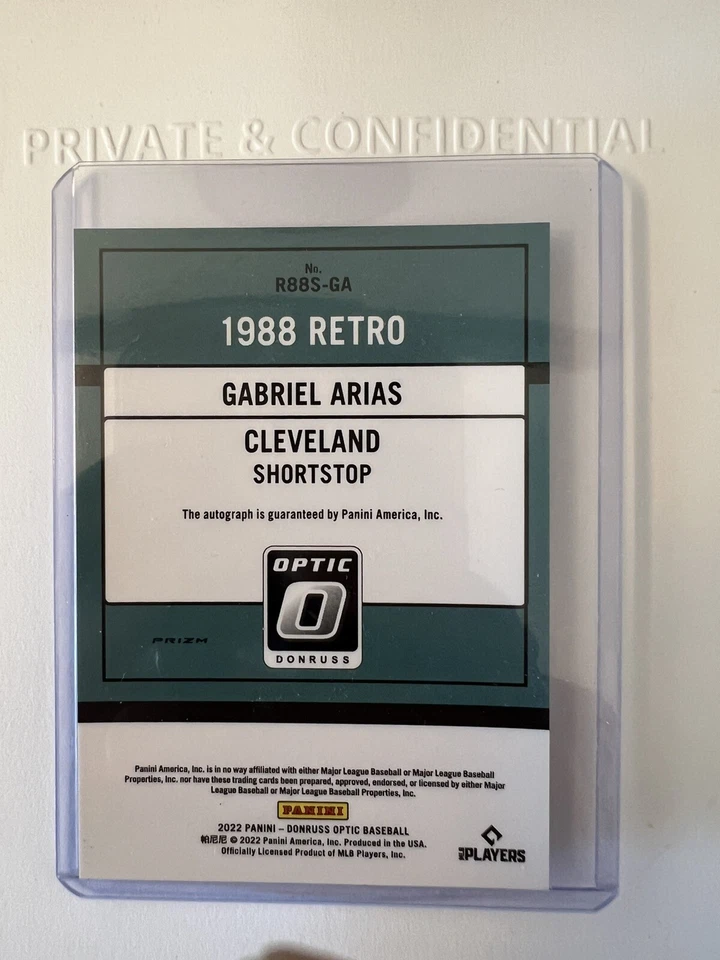 PRIVATE & CONFIDENTIAL
No.
R88S-GA
1988 RETRO
GABRIEL ARIAS
CLEVELAND
SHORTSTOP
The autograph is guaranteed by Panini America, Inc.
OPTIC
O
DONRUSS
PRIZM
Panini America, Inc. is in no way affiliated with either Major League Baseball or Major League Baseball
Properties, Inc. nor have these trading cards been prepared, approved, endorsed, or licensed by either Major
League Baseball or Major League Baseball Properties, Inc.
PANINI
2022 PANINI – DONRUSS OPTIC BASEBALL
帕尼尼 © 2022 Panini America, Inc. Produced in the USA.
Officially Licensed Product of MLB Players, Inc.
MLB PLAYERS